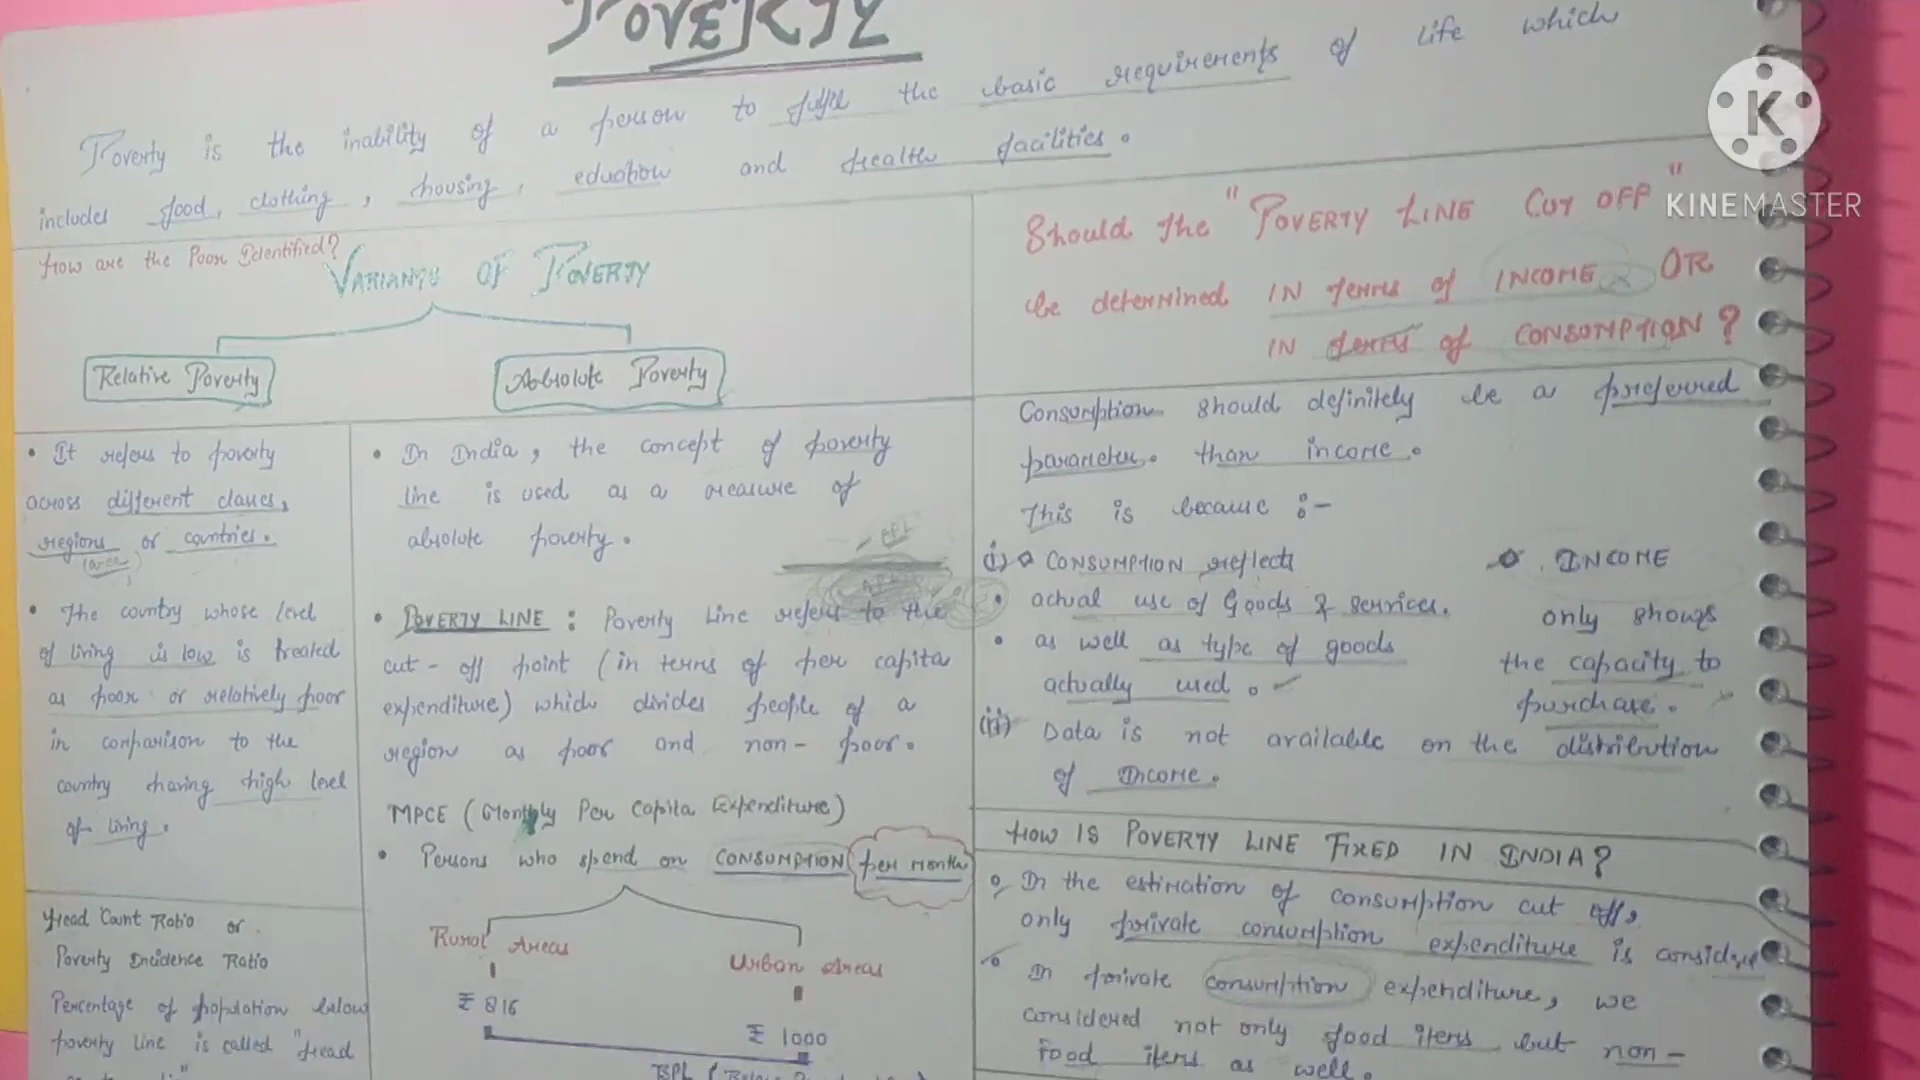 POVERTY
Poverty is the inability of a person to fulfil the basic requirements of life which
includes food, clothing, housing, education and health facilities.
How are the Poor Identified?
VARIANTS OF POVERTY
Relative Poverty
Absolute Poverty
• It refers to poverty
across different classes,
regions or countries.
(area)
• The country whose level
of living is low is treated
as poor or relatively poor
in comparison to the
country having high level
of living.
Head Count Ratio or
Poverty Incidence Ratio
Percentage of population below
poverty line is called "Head
• In India, the concept of poverty
line is used as a measure of
absolute poverty.
• POVERTY LINE : Poverty Line refers to the
cut-off point (in terms of per capita
expenditure) which divides people of a
region as poor and non-poor.
MPCE (Monthly Per Capita Expenditure)
• Persons who spend on CONSUMPTION per month
Rural Areas
Urban Areas
₹ 816
₹ 1000
BPL
Should the "POVERTY LINE CUT OFF"
be determined IN terms of INCOME OR
IN terms of CONSUMPTION ?
Consumption should definitely be a preferred
parameter. than income.
This is because :-
(i) CONSUMPTION reflects
• actual use of Goods & services.
• as well as type of goods
actually used.
INCOME
only shows
the capacity to
purchase.
(ii) Data is not available on the distribution
of Income.
HOW IS POVERTY LINE FIXED IN INDIA?
In the estimation of consumption cut offs
only private consumption expenditure is considered
In private consumption expenditure, we
considered not only food items but non-
food items as well.
K
KINEMASTER